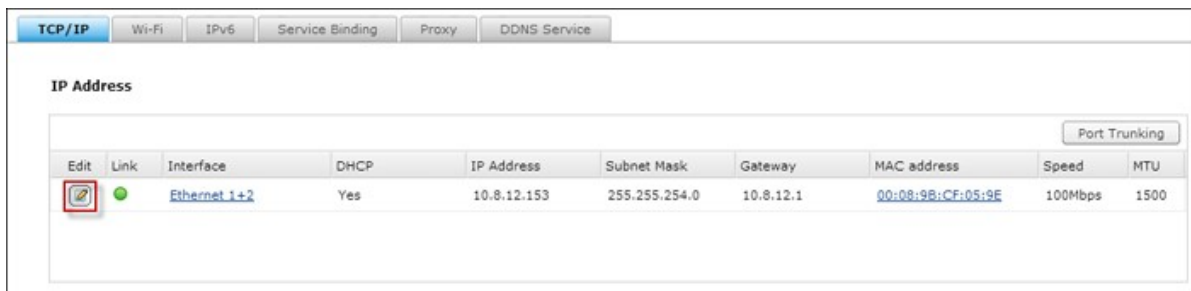 TCP/IP Wi-Fi IPv6 Service Binding Proxy DDNS Service
IP Address
Port Trunking
Edit Link Interface DHCP IP Address Subnet Mask Gateway MAC address Speed MTU
Ethernet 1+2 Yes 10.8.12.153 255.255.254.0 10.8.12.1 00:08:9B:CF:05:9E 100Mbps 1500